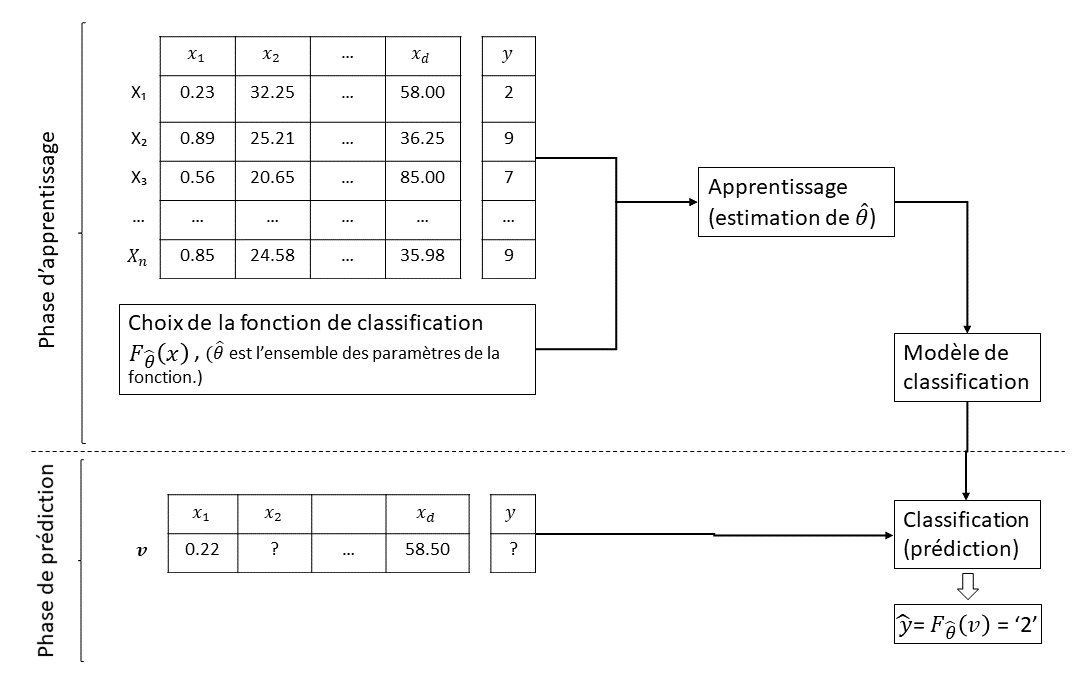 Phase d'apprentissage
x₁ x₂ ... x_d y
X₁ 0.23 32.25 ... 58.00 2
X₂ 0.89 25.21 ... 36.25 9
X₃ 0.56 20.65 ... 85.00 7
... ... ... ... ... ...
Xₙ 0.85 24.58 ... 35.98 9
Choix de la fonction de classification
F_θ̂(x) , (θ̂ est l'ensemble des paramètres de la
fonction.)
Apprentissage
(estimation de θ̂)
Modèle de
classification
Phase de prédiction
x₁ x₂ x_d y
v 0.22 ? ... 58.50 ?
Classification
(prédiction)
ŷ= F_θ̂(v) = ‘2’